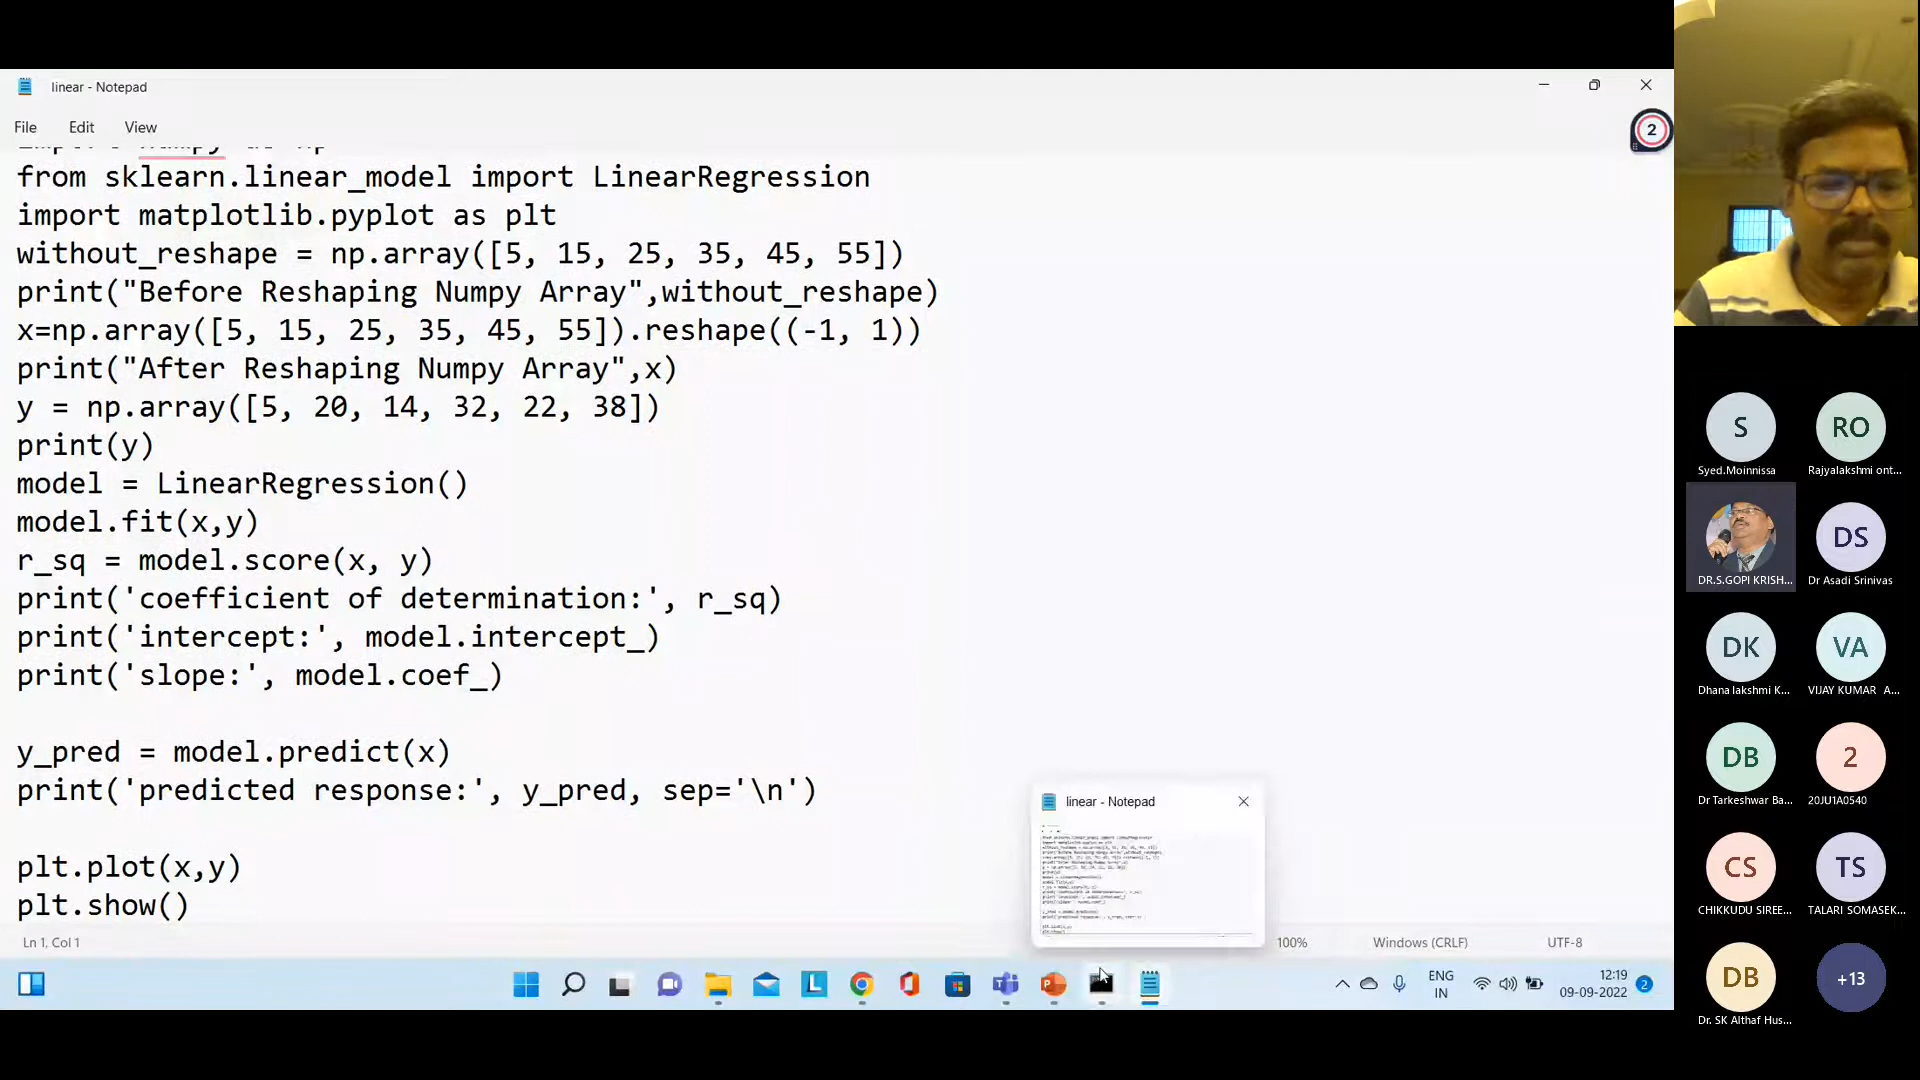 linear - Notepad
File Edit View
2
import numpy as np
from sklearn.linear_model import LinearRegression
import matplotlib.pyplot as plt
without_reshape = np.array([5, 15, 25, 35, 45, 55])
print("Before Reshaping Numpy Array",without_reshape)
x=np.array([5, 15, 25, 35, 45, 55]).reshape((-1, 1))
print("After Reshaping Numpy Array",x)
y = np.array([5, 20, 14, 32, 22, 38])
print(y)
model = LinearRegression()
model.fit(x,y)
r_sq = model.score(x, y)
print('coefficient of determination:', r_sq)
print('intercept:', model.intercept_)
print('slope:', model.coef_)
y_pred = model.predict(x)
print('predicted response:', y_pred, sep='\n')
plt.plot(x,y)
plt.show()
linear - Notepad
Ln 1, Col 1
100%
Windows (CRLF)
UTF-8
ENG
IN
12:19
09-09-2022
2
S
Syed.Moinnissa
RO
Rajyalakshmi ont...
DR.S.GOPI KRISH...
DS
Dr Asadi Srinivas
DK
Dhana lakshmi K...
VA
VIJAY KUMAR A...
DB
Dr Tarkeshwar Ba...
2
20JU1A0540
CS
CHIKKUDU SIREE...
TS
TALARI SOMASEK...
DB
Dr. SK Althaf Hus...
+13